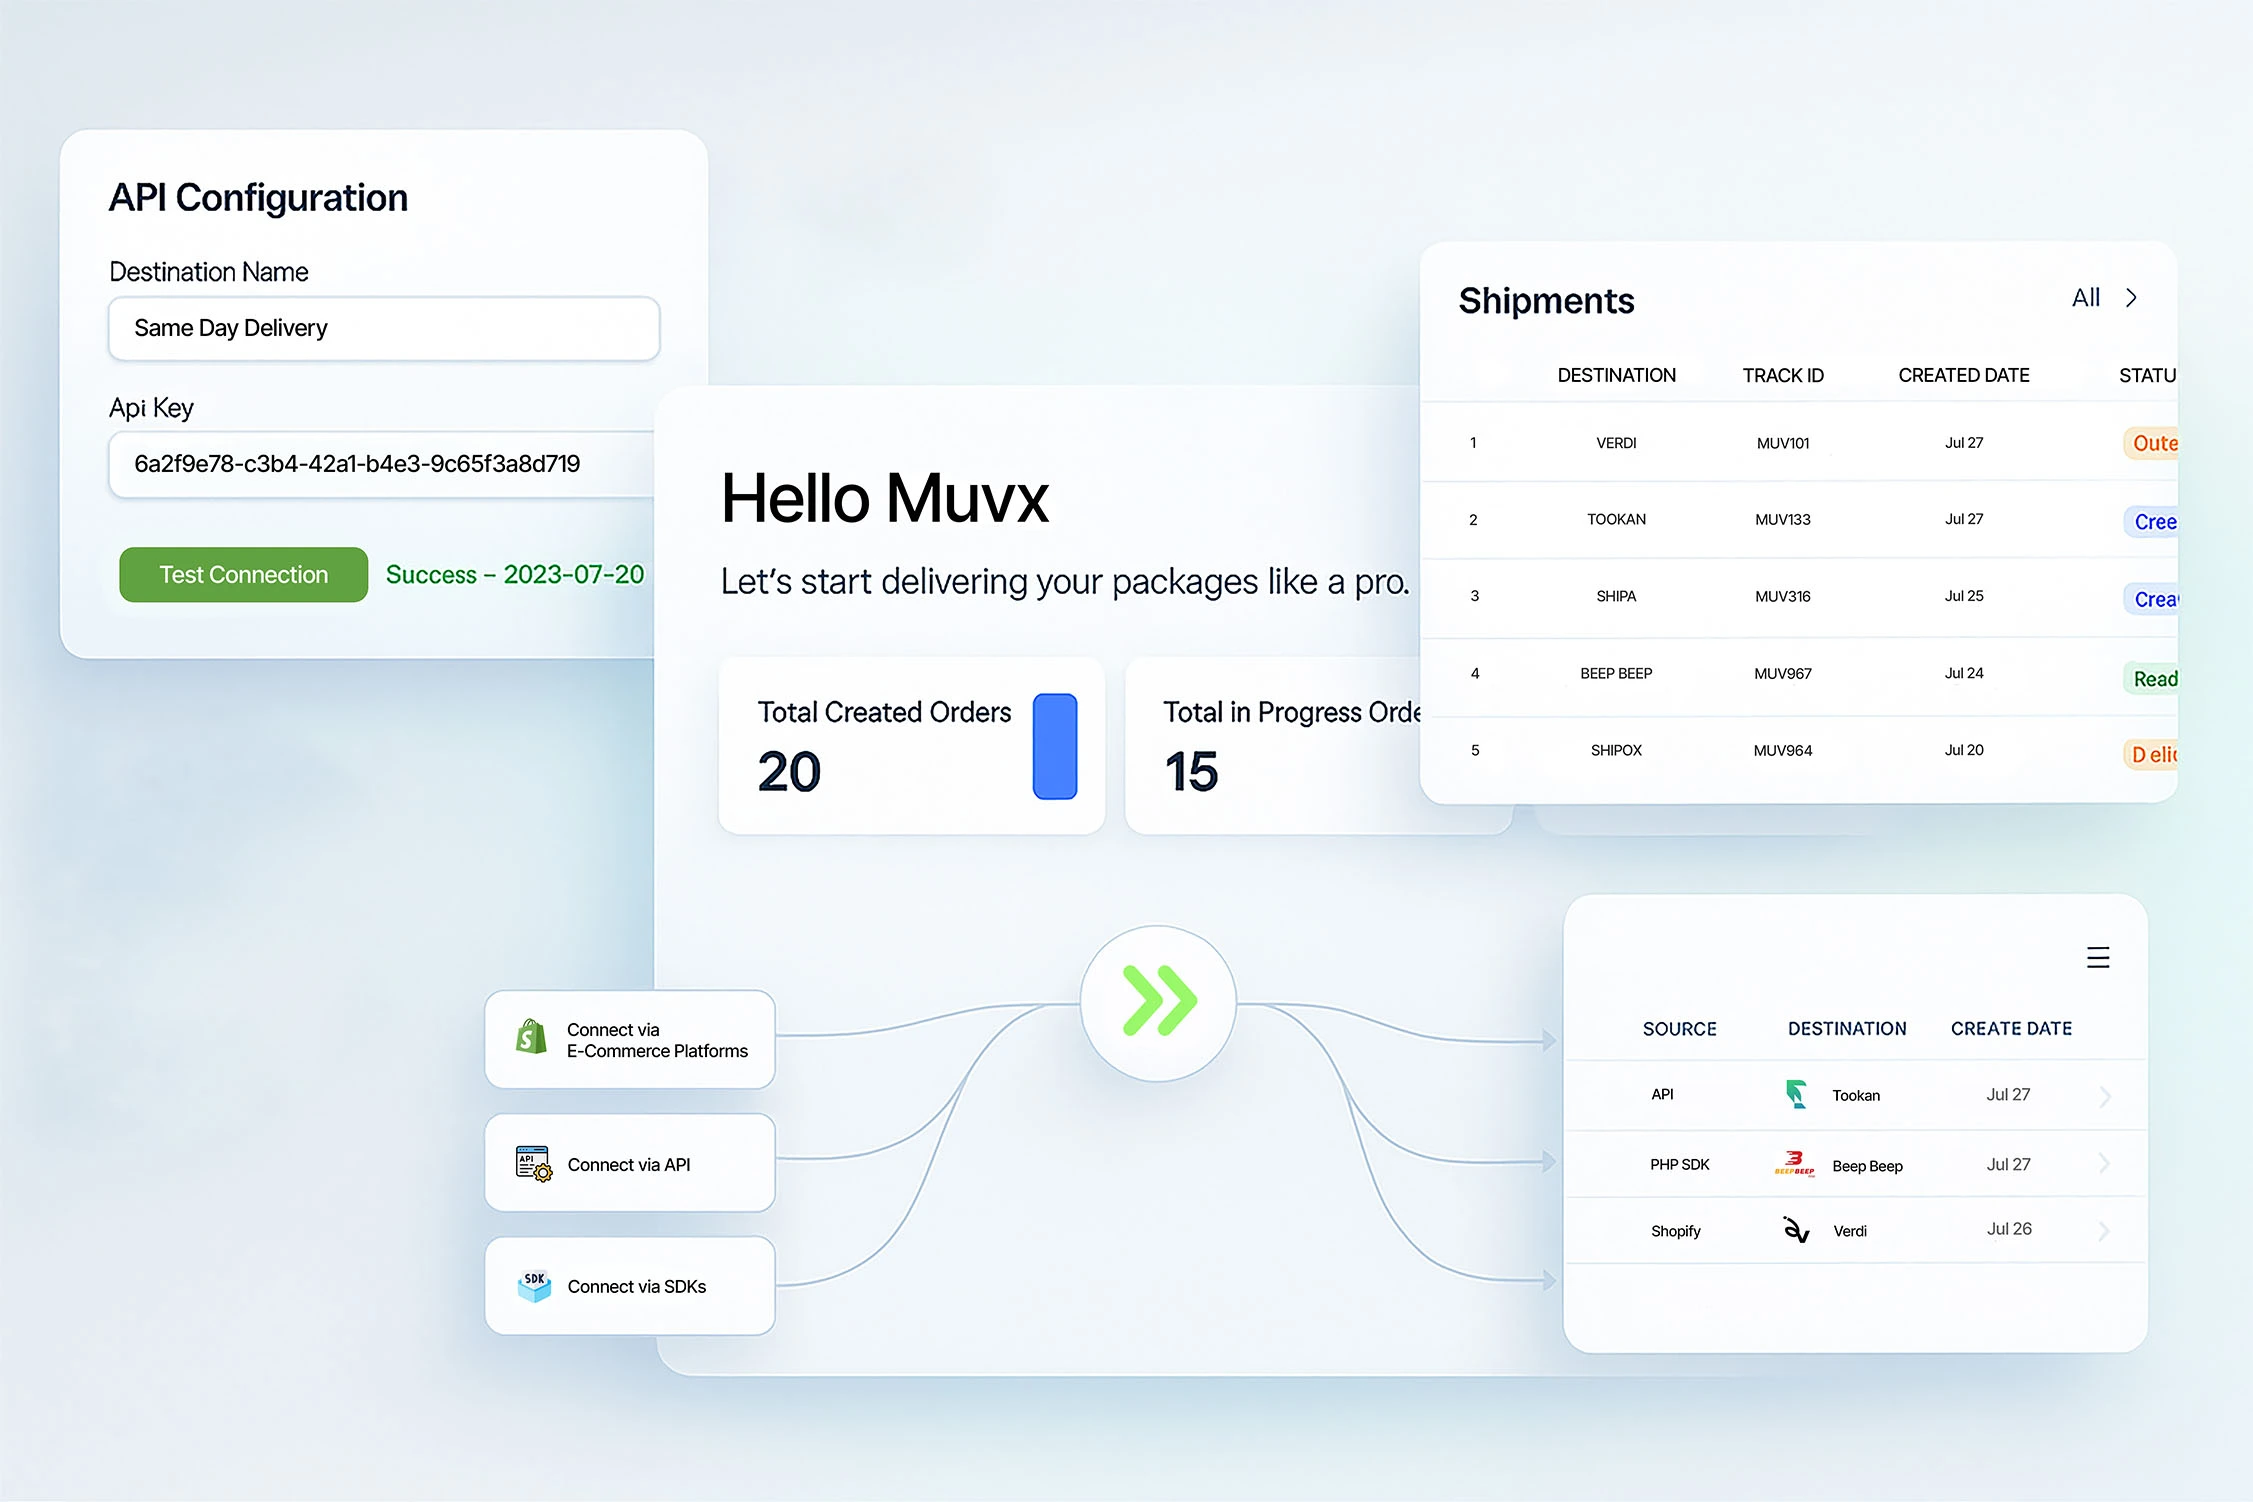 API Configuration
Destination Name
Same Day Delivery
Api Key
6a2f9e78-c3b4-42a1-b4e3-9c65f3a8d719
Test Connection
Success – 2023-07-20
Hello Muvx
Let's start delivering your packages like a pro.
Total Created Orders
20
Total in Progress Orde
15
Shipments
All
DESTINATION TRACK ID CREATED DATE STATU
1 VERDI MUV101 Jul 27 Oute
2 TOOKAN MUV133 Jul 27 Cree
3 SHIPA MUV316 Jul 25 Crea
4 BEEP BEEP MUV967 Jul 24 Read
5 SHIPOX MUV964 Jul 20 D elic
Connect via
E-Commerce Platforms
API
Connect via API
SDK
Connect via SDKs
SOURCE DESTINATION CREATE DATE
API Tookan Jul 27
PHP SDK BEEPBEEP Beep Beep Jul 27
Shopify Verdi Jul 26